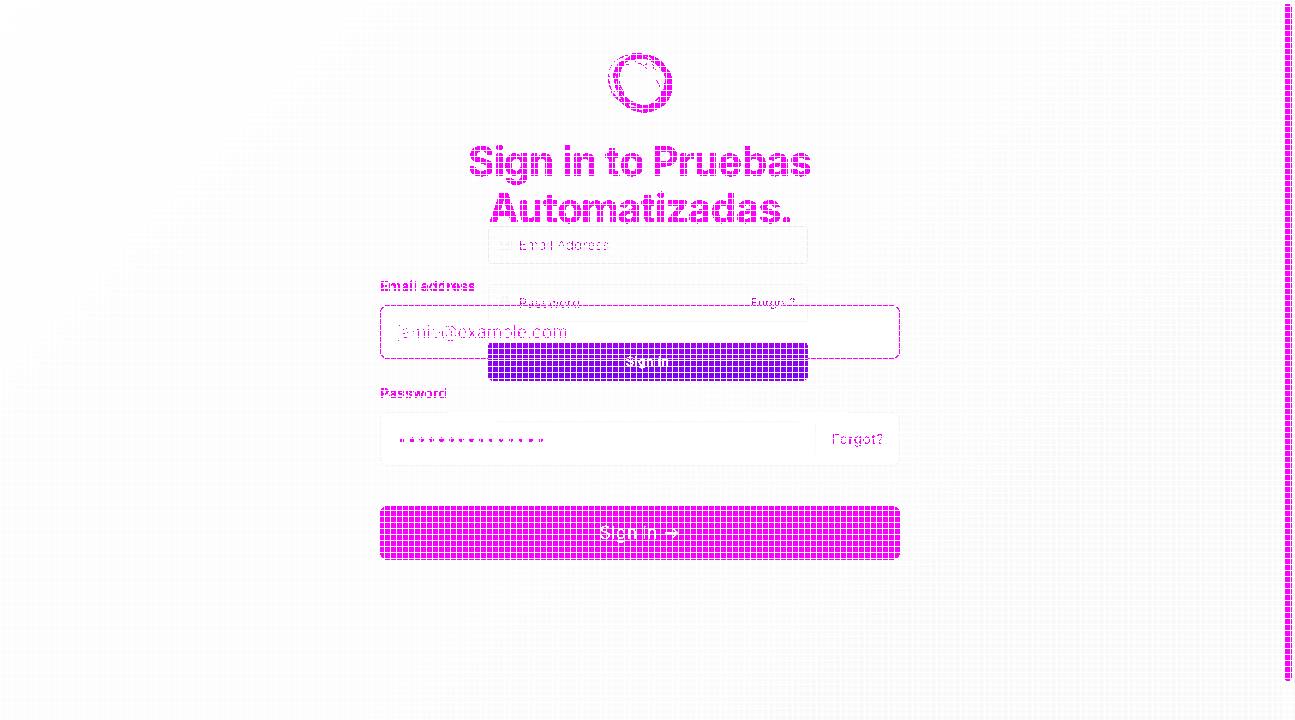 Sign in to Pruebas
Automatizadas.
Email Address
Email address
Password
Forgot?
jamie@example.com
Sign in
Password
•••••••••••••••
Forgot?
Sign in →